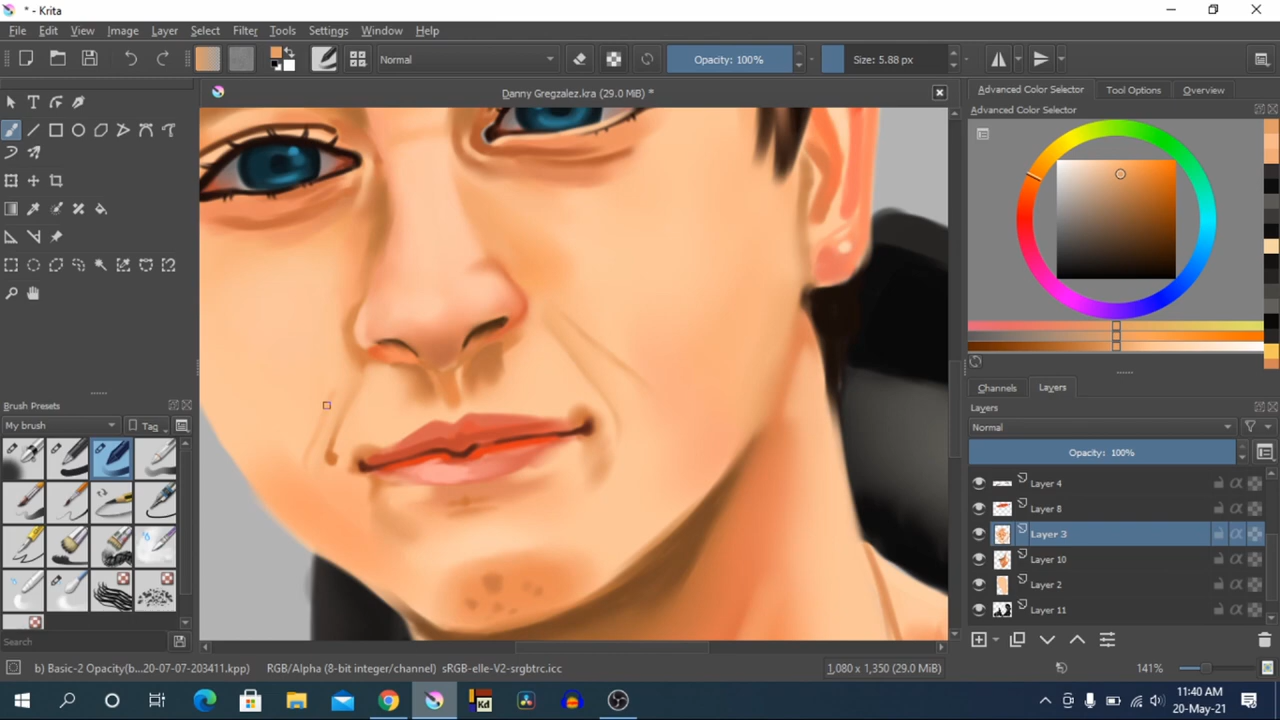 * - Krita
File Edit View Image Layer Select Filter Tools Settings Window Help
Normal Opacity: 100% Size: 5.88 px
Danny Gregzalez.kra (29.0 MiB) *
Advanced Color Selector Tool Options Overview
Advanced Color Selector
Channels Layers
Layers
Normal
Opacity: 100%
Layer 4
Layer 8
Layer 3
Layer 10
Layer 2
Layer 11
Brush Presets
My brush Tag
Search
b) Basic-2 Opacity(b...20-07-07-203411.kpp) RGB/Alpha (8-bit integer/channel) sRGB-elle-V2-srgbtrc.icc 1,080 x 1,350 (29.0 MiB) 141%
Kd
11:40 AM
20-May-21